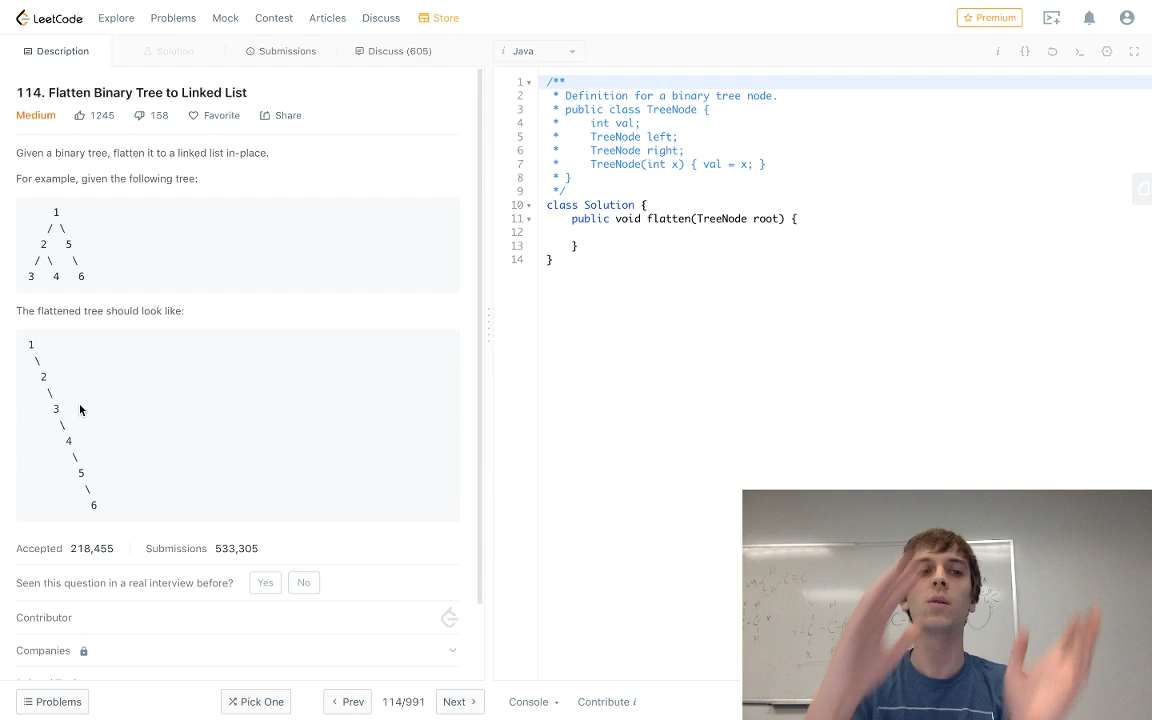 LeetCode Explore Problems Mock Contest Articles Discuss Store Premium
Description Solution Submissions Discuss (605) i Java
114. Flatten Binary Tree to Linked List
Medium 1245 158 Favorite Share
Given a binary tree, flatten it to a linked list in-place.
For example, given the following tree:
1
/ \
2 5
/ \ \
3 4 6
The flattened tree should look like:
1
\
2
\
3
\
4
\
5
\
6
Accepted 218,455 Submissions 533,305
Seen this question in a real interview before? Yes No
Contributor
Companies
1 /**
2 * Definition for a binary tree node.
3 * public class TreeNode {
4 * int val;
5 * TreeNode left;
6 * TreeNode right;
7 * TreeNode(int x) { val = x; }
8 * }
9 */
10 class Solution {
11 public void flatten(TreeNode root) {
12
13 }
14 }
Problems Pick One Prev 114/991 Next Console Contribute i